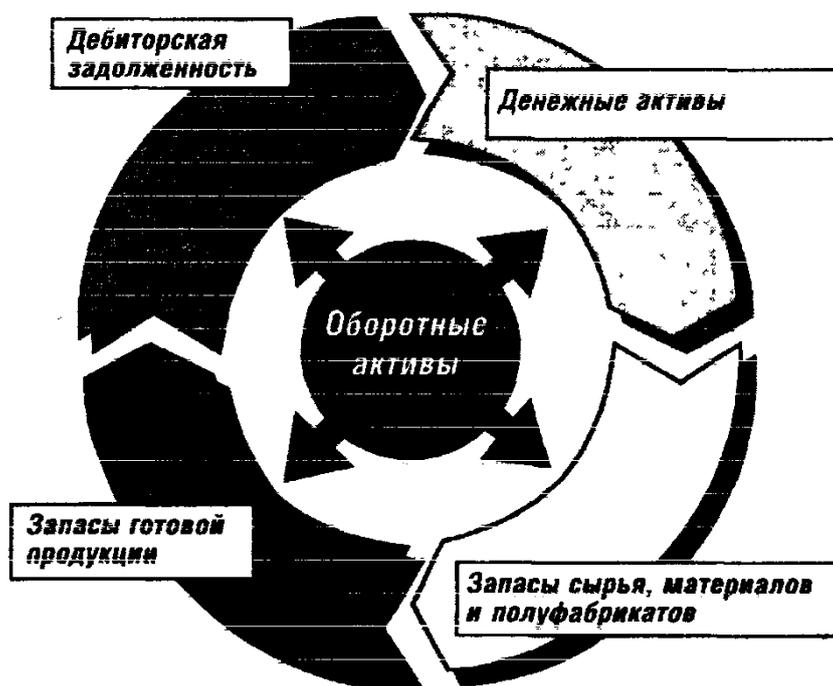 Дебиторская
задолженность
Денежные активы
Оборотные
активы
Запасы готовой
продукции
Запасы сырья, материалов
и полуфабрикатов